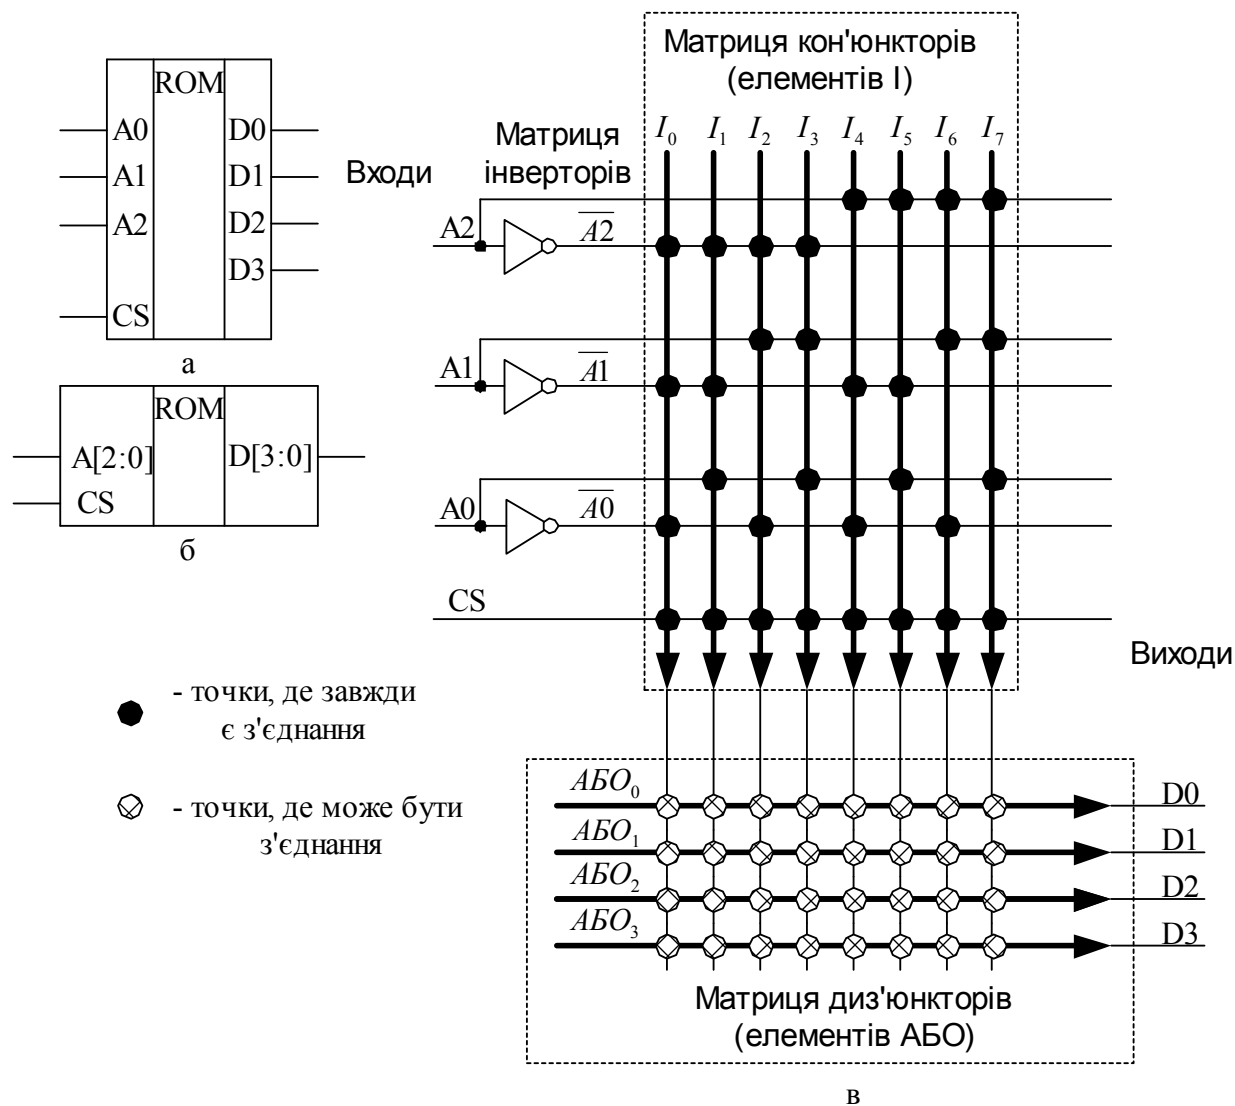 ROM
A0
D0
A1
D1
A2
D2
D3
CS
а
ROM
A[2:0]
D[3:0]
CS
б
- точки, де завжди
є з'єднання
- точки, де може бути
з'єднання
Входи
Матриця
інверторів
Матриця кон'юнкторів
(елементів І)
I0 I1 I2 I3 I4 I5 I6 I7
A2
A2
A1
A1
A0
A0
CS
Виходи
АБО0
D0
АБО1
D1
АБО2
D2
АБО3
D3
Матриця диз'юнкторів
(елементів АБО)
в